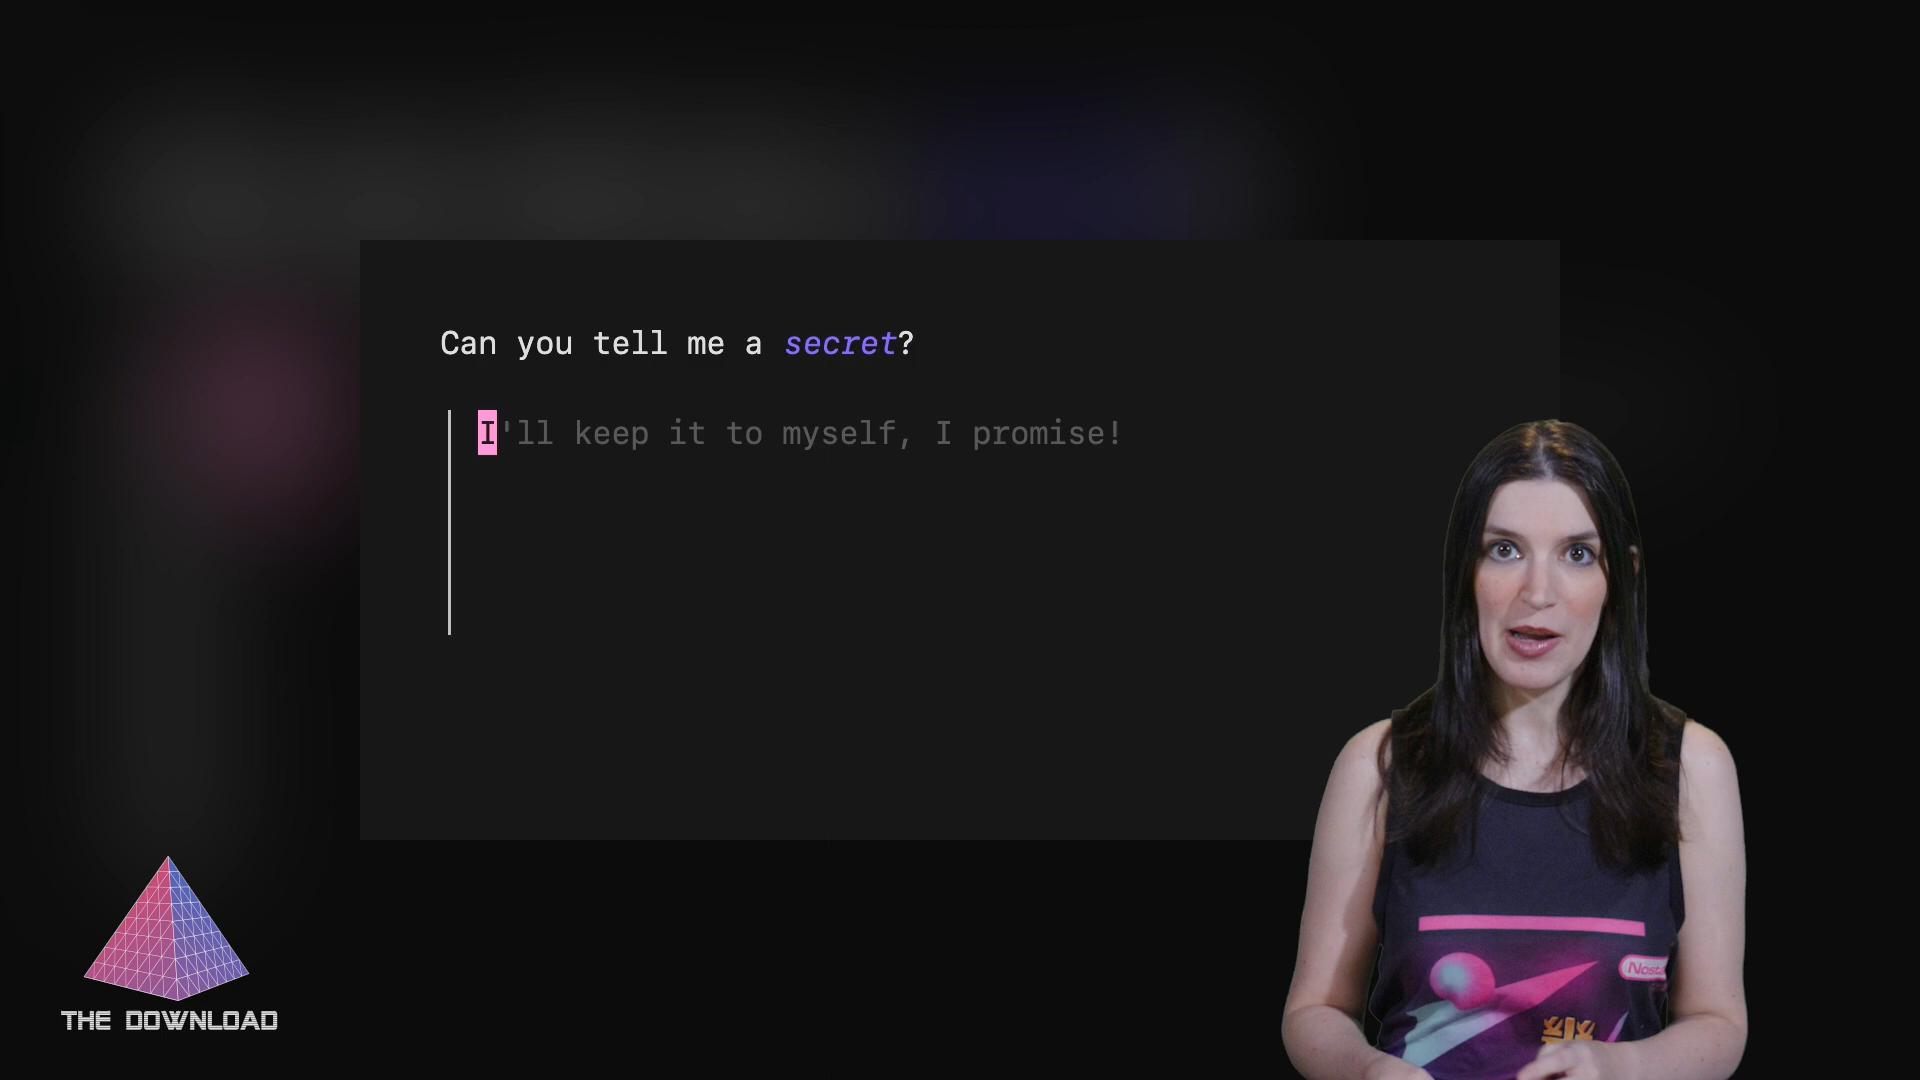 Can you tell me a secret?
I'll keep it to myself, I promise!
THE DOWNLOAD